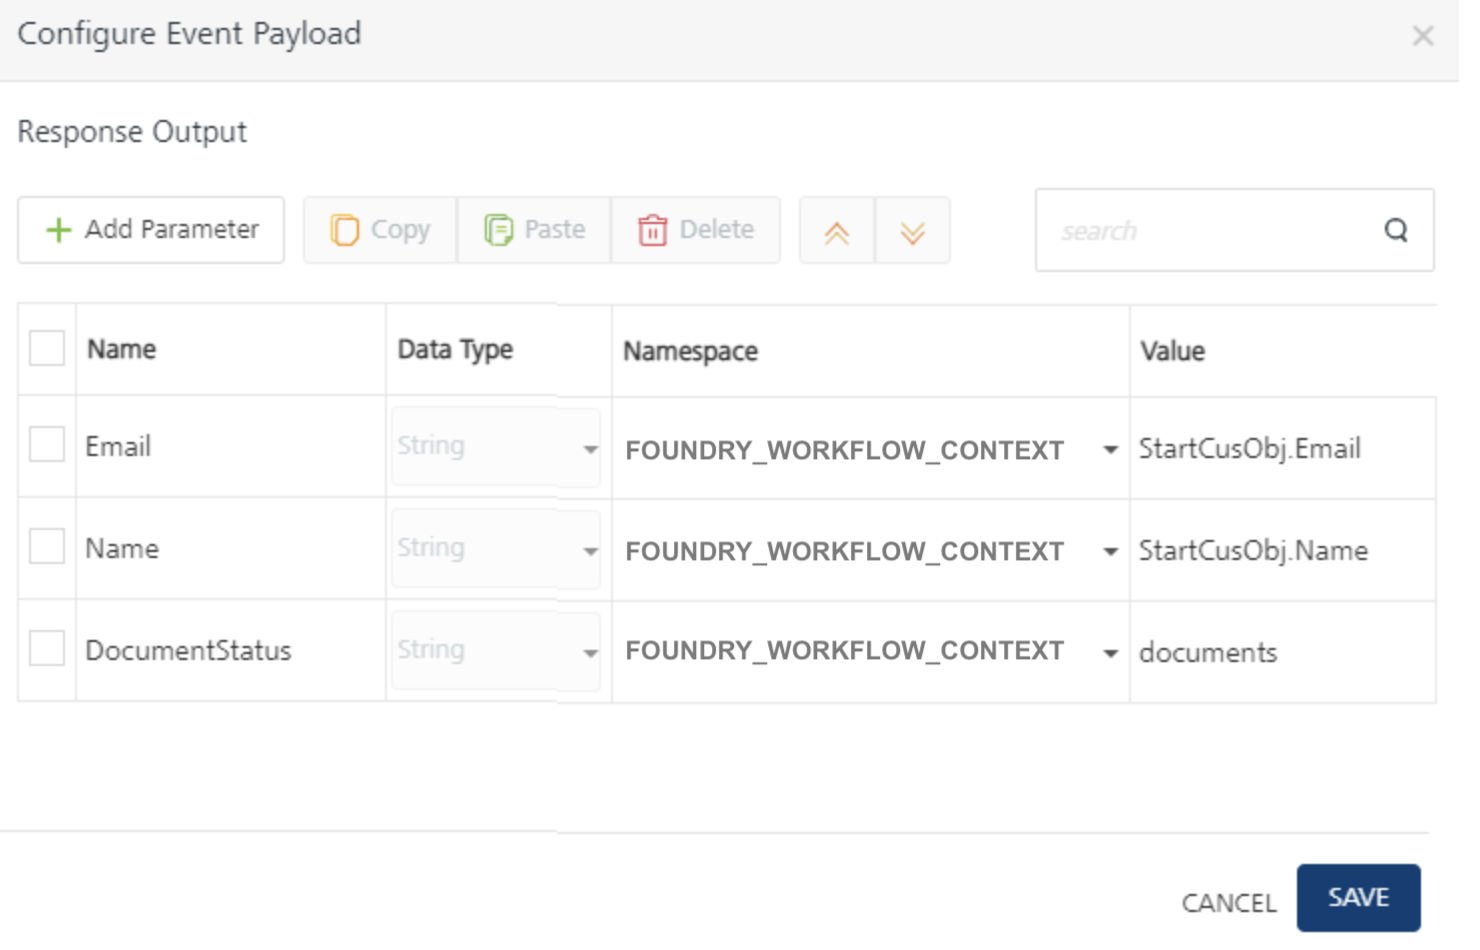 Configure Event Payload
Response Output
Add Parameter Copy Paste Delete search
Name Data Type Namespace Value
Email String FOUNDRY_WORKFLOW_CONTEXT StartCusObj.Email
Name String FOUNDRY_WORKFLOW_CONTEXT StartCusObj.Name
DocumentStatus String FOUNDRY_WORKFLOW_CONTEXT documents
CANCEL SAVE